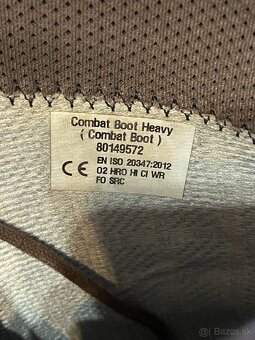 Combat Boot Heavy
( Combat Boot )
80149572
CE EN ISO 20347:2012
O2 HRO HI CI WR
FO SRC
Bazos.sk